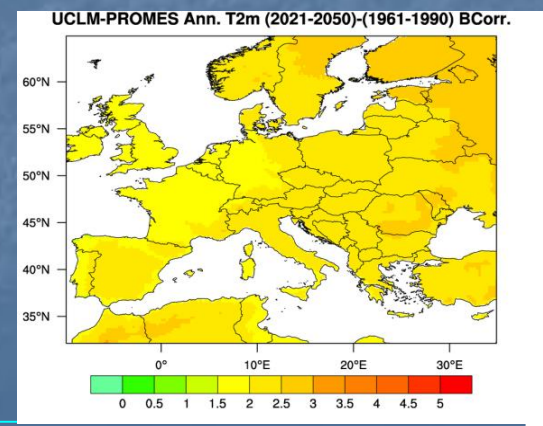 UCLM-PROMES Ann. T2m (2021-2050)-(1961-1990) BCorr.
60°N
55°N
50°N
45°N
40°N
35°N
0° 10°E 20°E 30°E
0 0.5 1 1.5 2 2.5 3 3.5 4 4.5 5